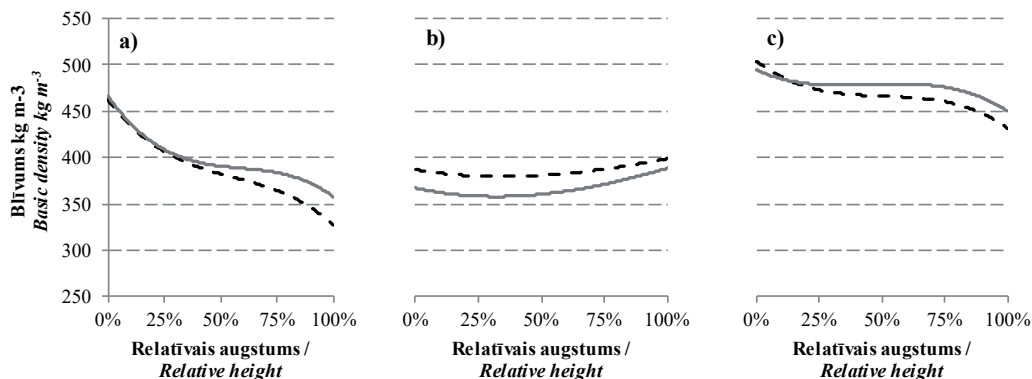 550
500
450
400
350
300
250
Blīvums kg m-3
Basic density kg m-3
a)
b)
c)
0% 25% 50% 75% 100%
0% 25% 50% 75% 100%
0% 25% 50% 75% 100%
Relatīvais augstums /
Relative height
Relatīvais augstums /
Relative height
Relatīvais augstums /
Relative height